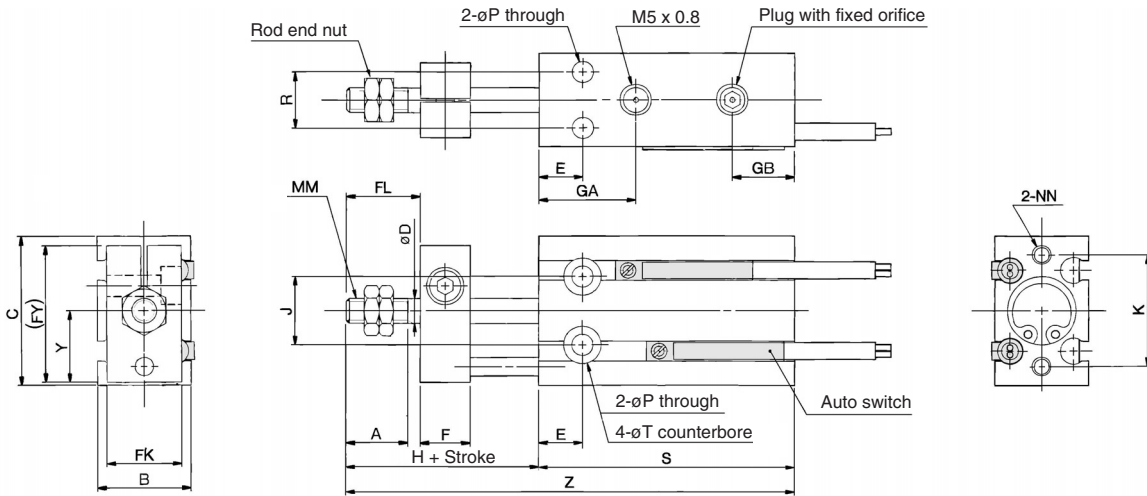 2-øP through
M5 x 0.8
Plug with fixed orifice
Rod end nut
R
E
GA
GB
MM
FL
øD
2-NN
C
(FY)
Y
J
K
A
F
E
2-øP through
4-øT counterbore
Auto switch
FK
B
H + Stroke
S
Z